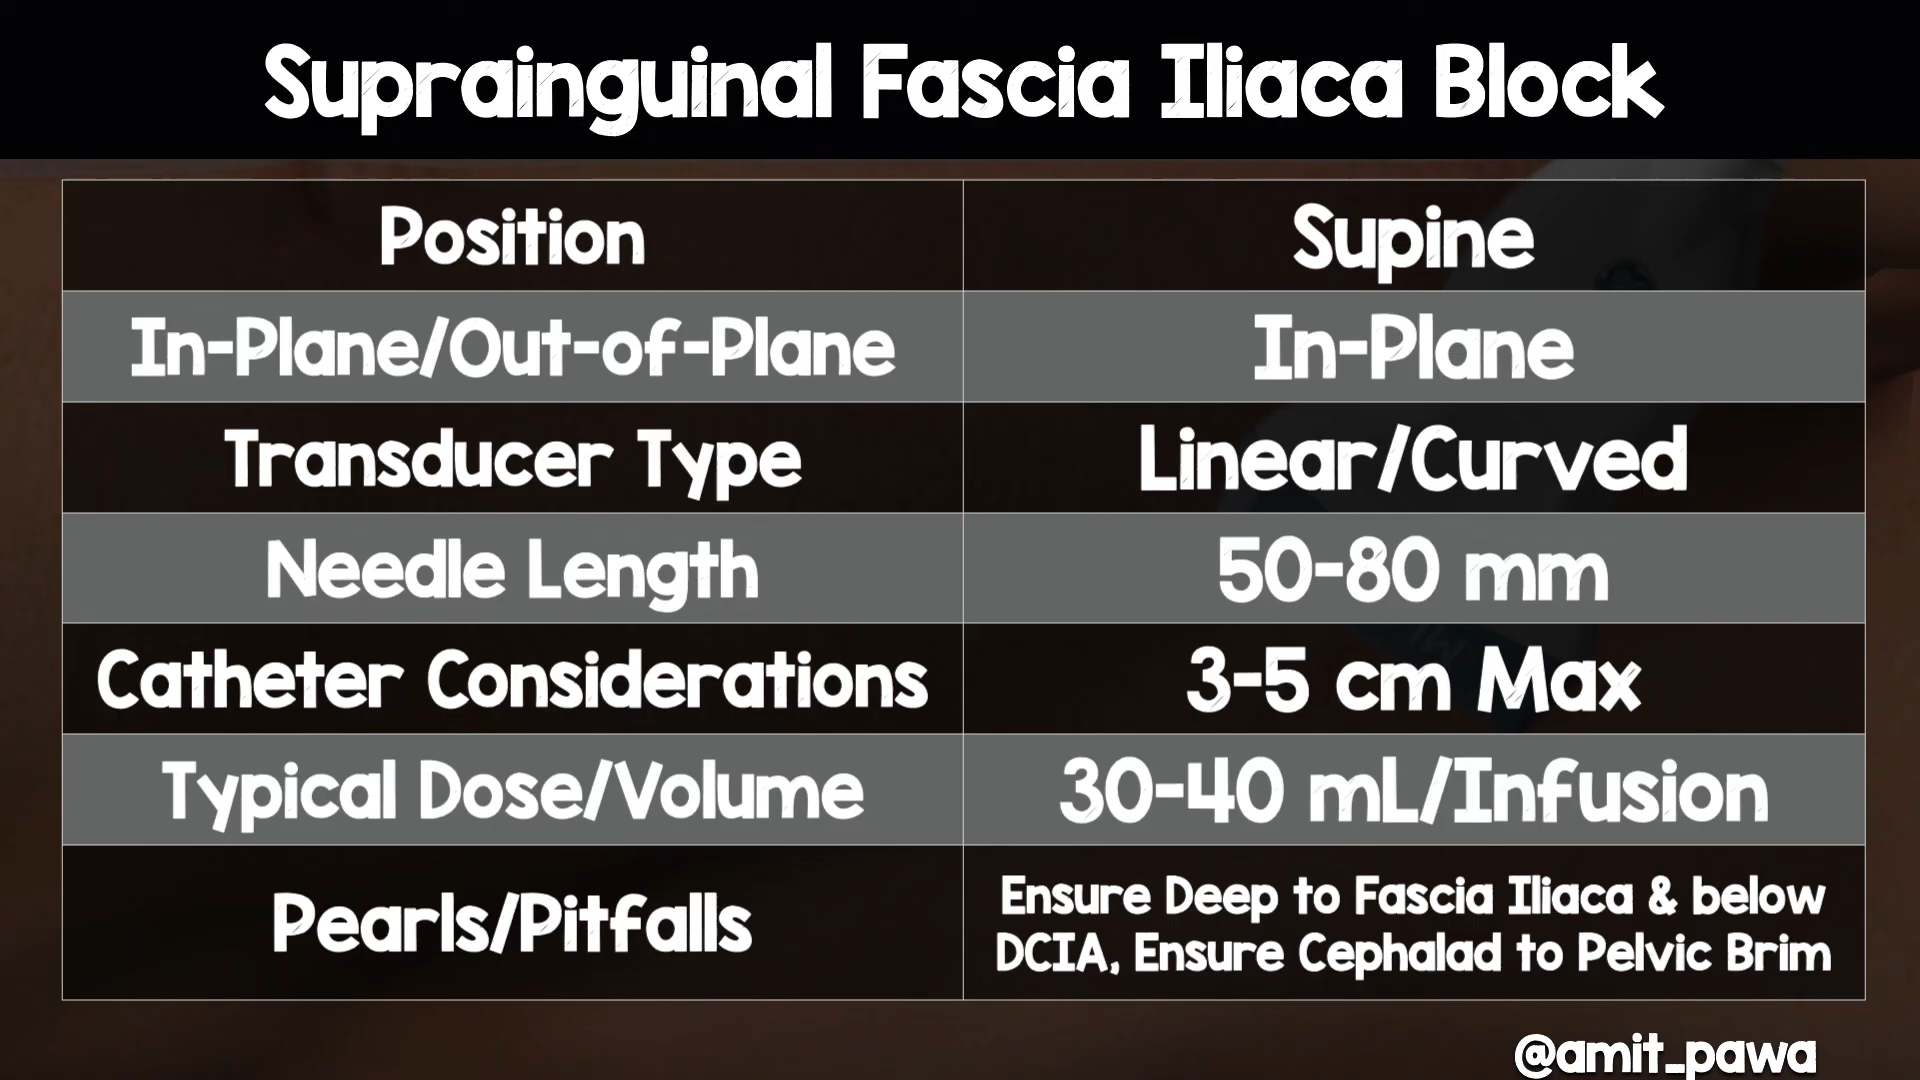 Suprainguinal Fascia Iliaca Block
Position
Supine
In-Plane/Out-of-Plane
In-Plane
Transducer Type
Linear/Curved
Needle Length
50-80 mm
Catheter Considerations
3-5 cm Max
Typical Dose/Volume
30-40 mL/Infusion
Pearls/Pitfalls
Ensure Deep to Fascia Iliaca & below
DCIA, Ensure Cephalad to Pelvic Brim
@amit_pawa